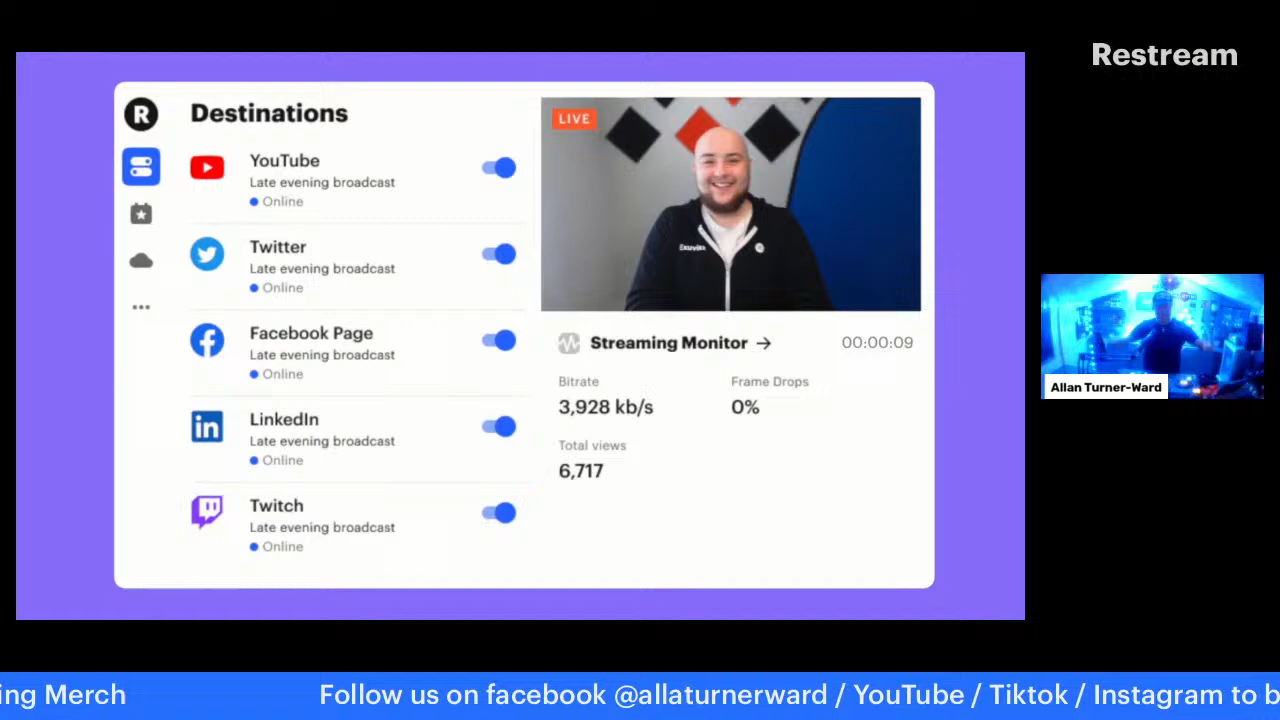 Restream
R
Destinations
YouTube
Late evening broadcast
Online
Twitter
Late evening broadcast
Online
Facebook Page
Late evening broadcast
Online
LinkedIn
Late evening broadcast
Online
Twitch
Late evening broadcast
Online
LIVE
Streaming Monitor →
00:00:09
Bitrate
3,928 kb/s
Frame Drops
0%
Total views
6,717
Allan Turner-Ward
ing Merch
Follow us on facebook @allaturnerward / YouTube / Tiktok / Instagram to b